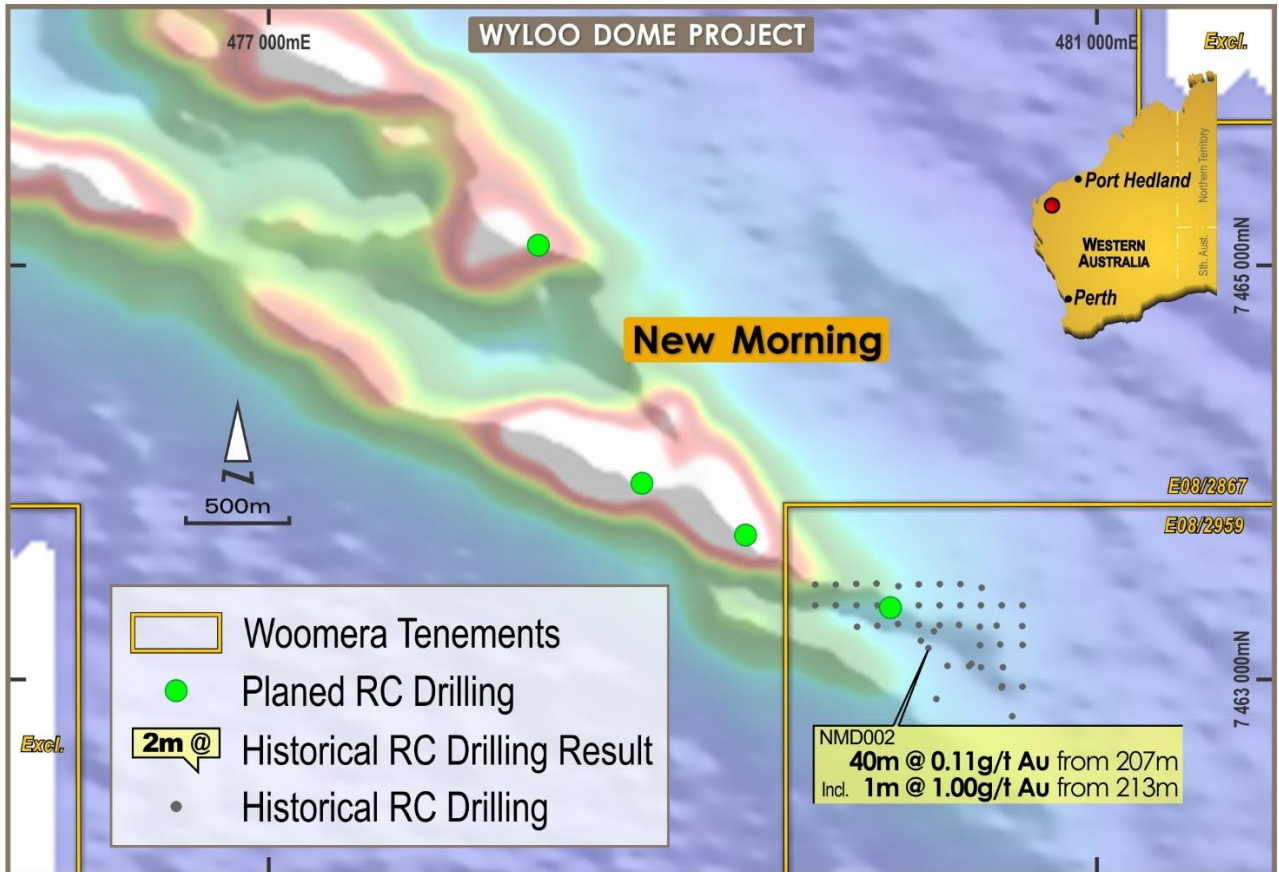 WYLOO DOME PROJECT
477 000mE
481 000mE
Excl.
Port Hedland
Northern Territory
WESTERN
AUSTRALIA
Sth. Aust.
Perth
7 465 000mN
New Morning
N
500m
E08/2867
E08/2959
Woomera Tenements
Planed RC Drilling
2m @
Historical RC Drilling Result
Historical RC Drilling
Excl.
7 463 000mN
NMD002
40m @ 0.11g/t Au from 207m
Incl. 1m @ 1.00g/t Au from 213m